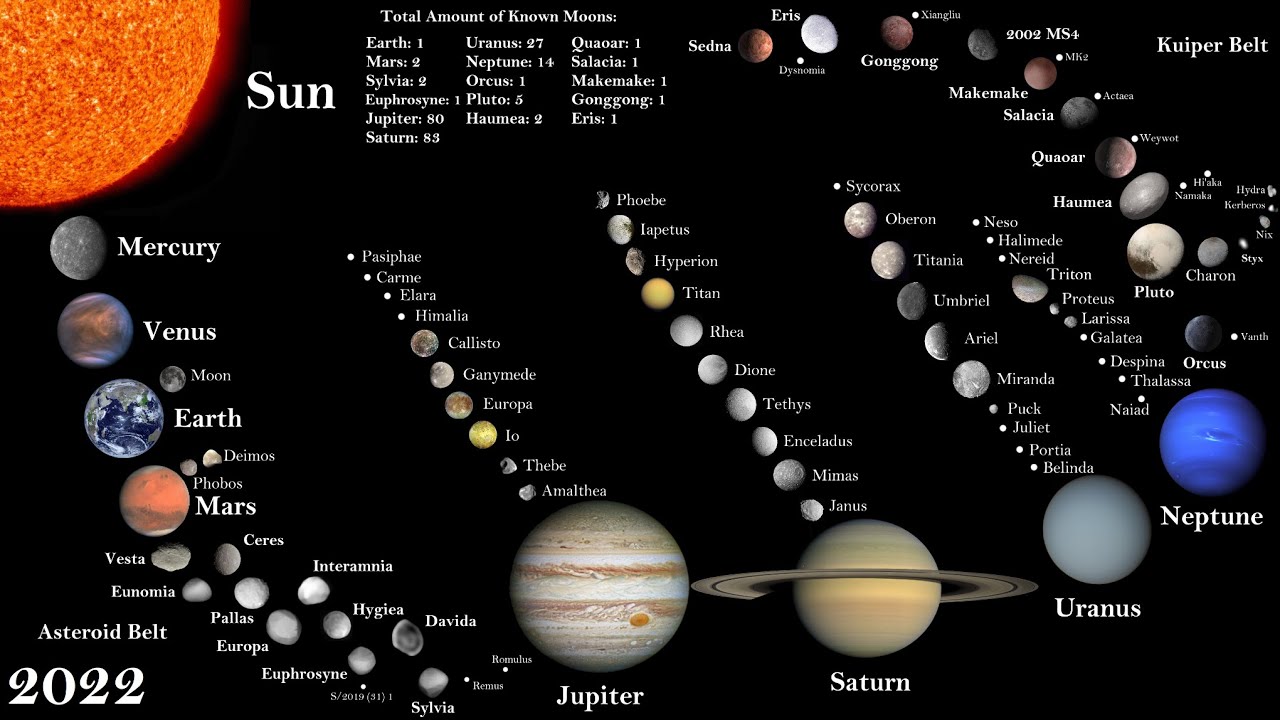 Total Amount of Known Moons:
Earth: 1
Mars: 2
Sylvia: 2
Euphrosyne: 1
Jupiter: 80
Saturn: 83
Uranus: 27
Neptune: 14
Orcus: 1
Pluto: 5
Haumea: 2
Quaoar: 1
Salacia: 1
Makemake: 1
Gonggong: 1
Eris: 1
Sun
Mercury
Venus
Moon
Earth
Deimos
Phobos
Mars
Vesta
Ceres
Eunomia
Pallas
Interamnia
Europa
Hygiea
Davida
Euphrosyne
S/2019 (31) 1
Sylvia
Remus
Romulus
Asteroid Belt
2022
Pasiphae
Carme
Elara
Himalia
Callisto
Ganymede
Europa
Io
Thebe
Amalthea
Jupiter
Phoebe
Iapetus
Hyperion
Titan
Rhea
Dione
Tethys
Enceladus
Mimas
Janus
Saturn
Sycorax
Oberon
Titania
Umbriel
Ariel
Miranda
Puck
Juliet
Portia
Belinda
Uranus
Neso
Halimede
Nereid
Triton
Proteus
Larissa
Galatea
Despina
Thalassa
Naiad
Neptune
Orcus
Vanth
Pluto
Charon
Styx
Nix
Kerberos
Hydra
Haumea
Namaka
Hi'aka
Quaoar
Weywot
Salacia
Actaea
Makemake
MK2
2002 MS4
Gonggong
Xiangliu
Eris
Dysnomia
Sedna
Kuiper Belt